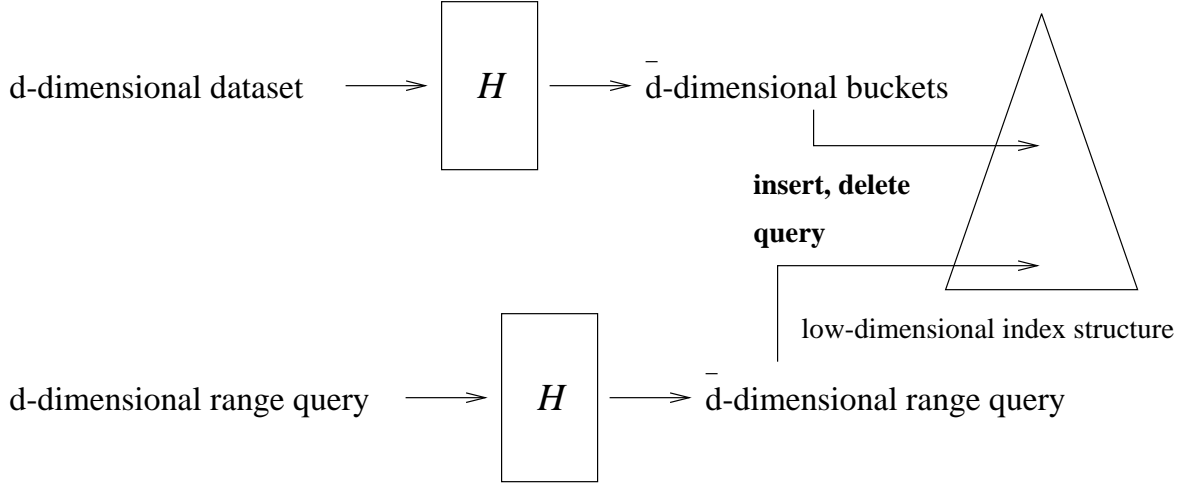 d-dimensional dataset
H
d̄-dimensional buckets
insert, delete
query
low-dimensional index structure
d-dimensional range query
H
d̄-dimensional range query